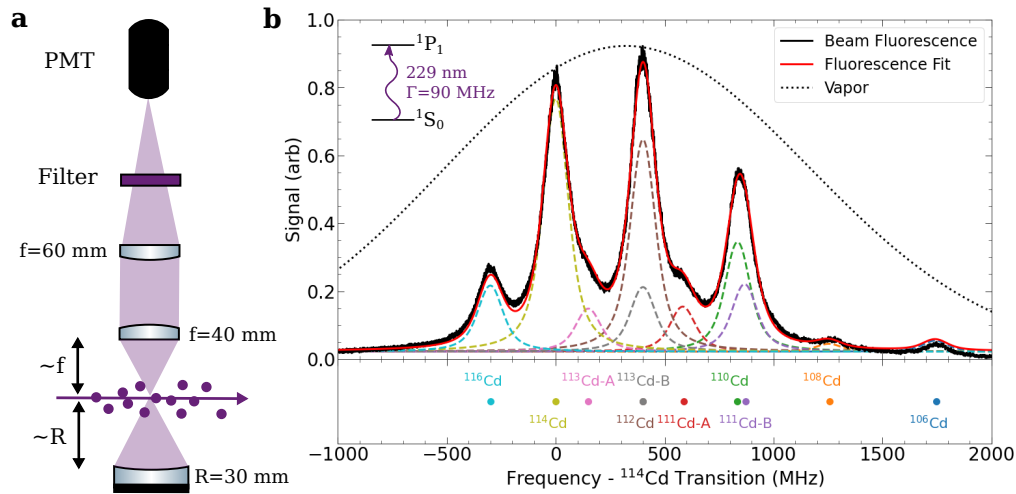 a
PMT
Filter
f=60 mm
f=40 mm
~f
~R
R=30 mm
b
Signal (arb)
1.0
0.8
0.6
0.4
0.2
0.0
¹P₁
229 nm
Γ=90 MHz
¹S₀
Beam Fluorescence
Fluorescence Fit
Vapor
¹¹⁶Cd
¹¹³Cd-A
¹¹³Cd-B
¹¹⁰Cd
¹⁰⁸Cd
¹¹⁴Cd
¹¹²Cd
¹¹¹Cd-A
¹¹¹Cd-B
¹⁰⁶Cd
−1000
−500
0
500
1000
1500
2000
Frequency - ¹¹⁴Cd Transition (MHz)